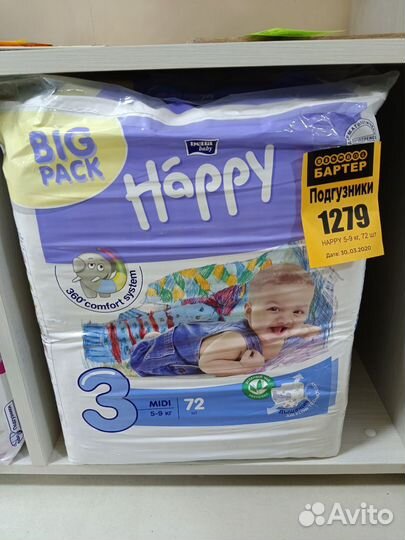 BIG
PACK
BELLA
baby
Happy
БАРТЕР
Подгузники
1279
HAPPY 5-9 кг, 72 шт
Дата: 30.03.2020
360° comfort system
3
MIDI
5-9 кг
72
шт
Avito